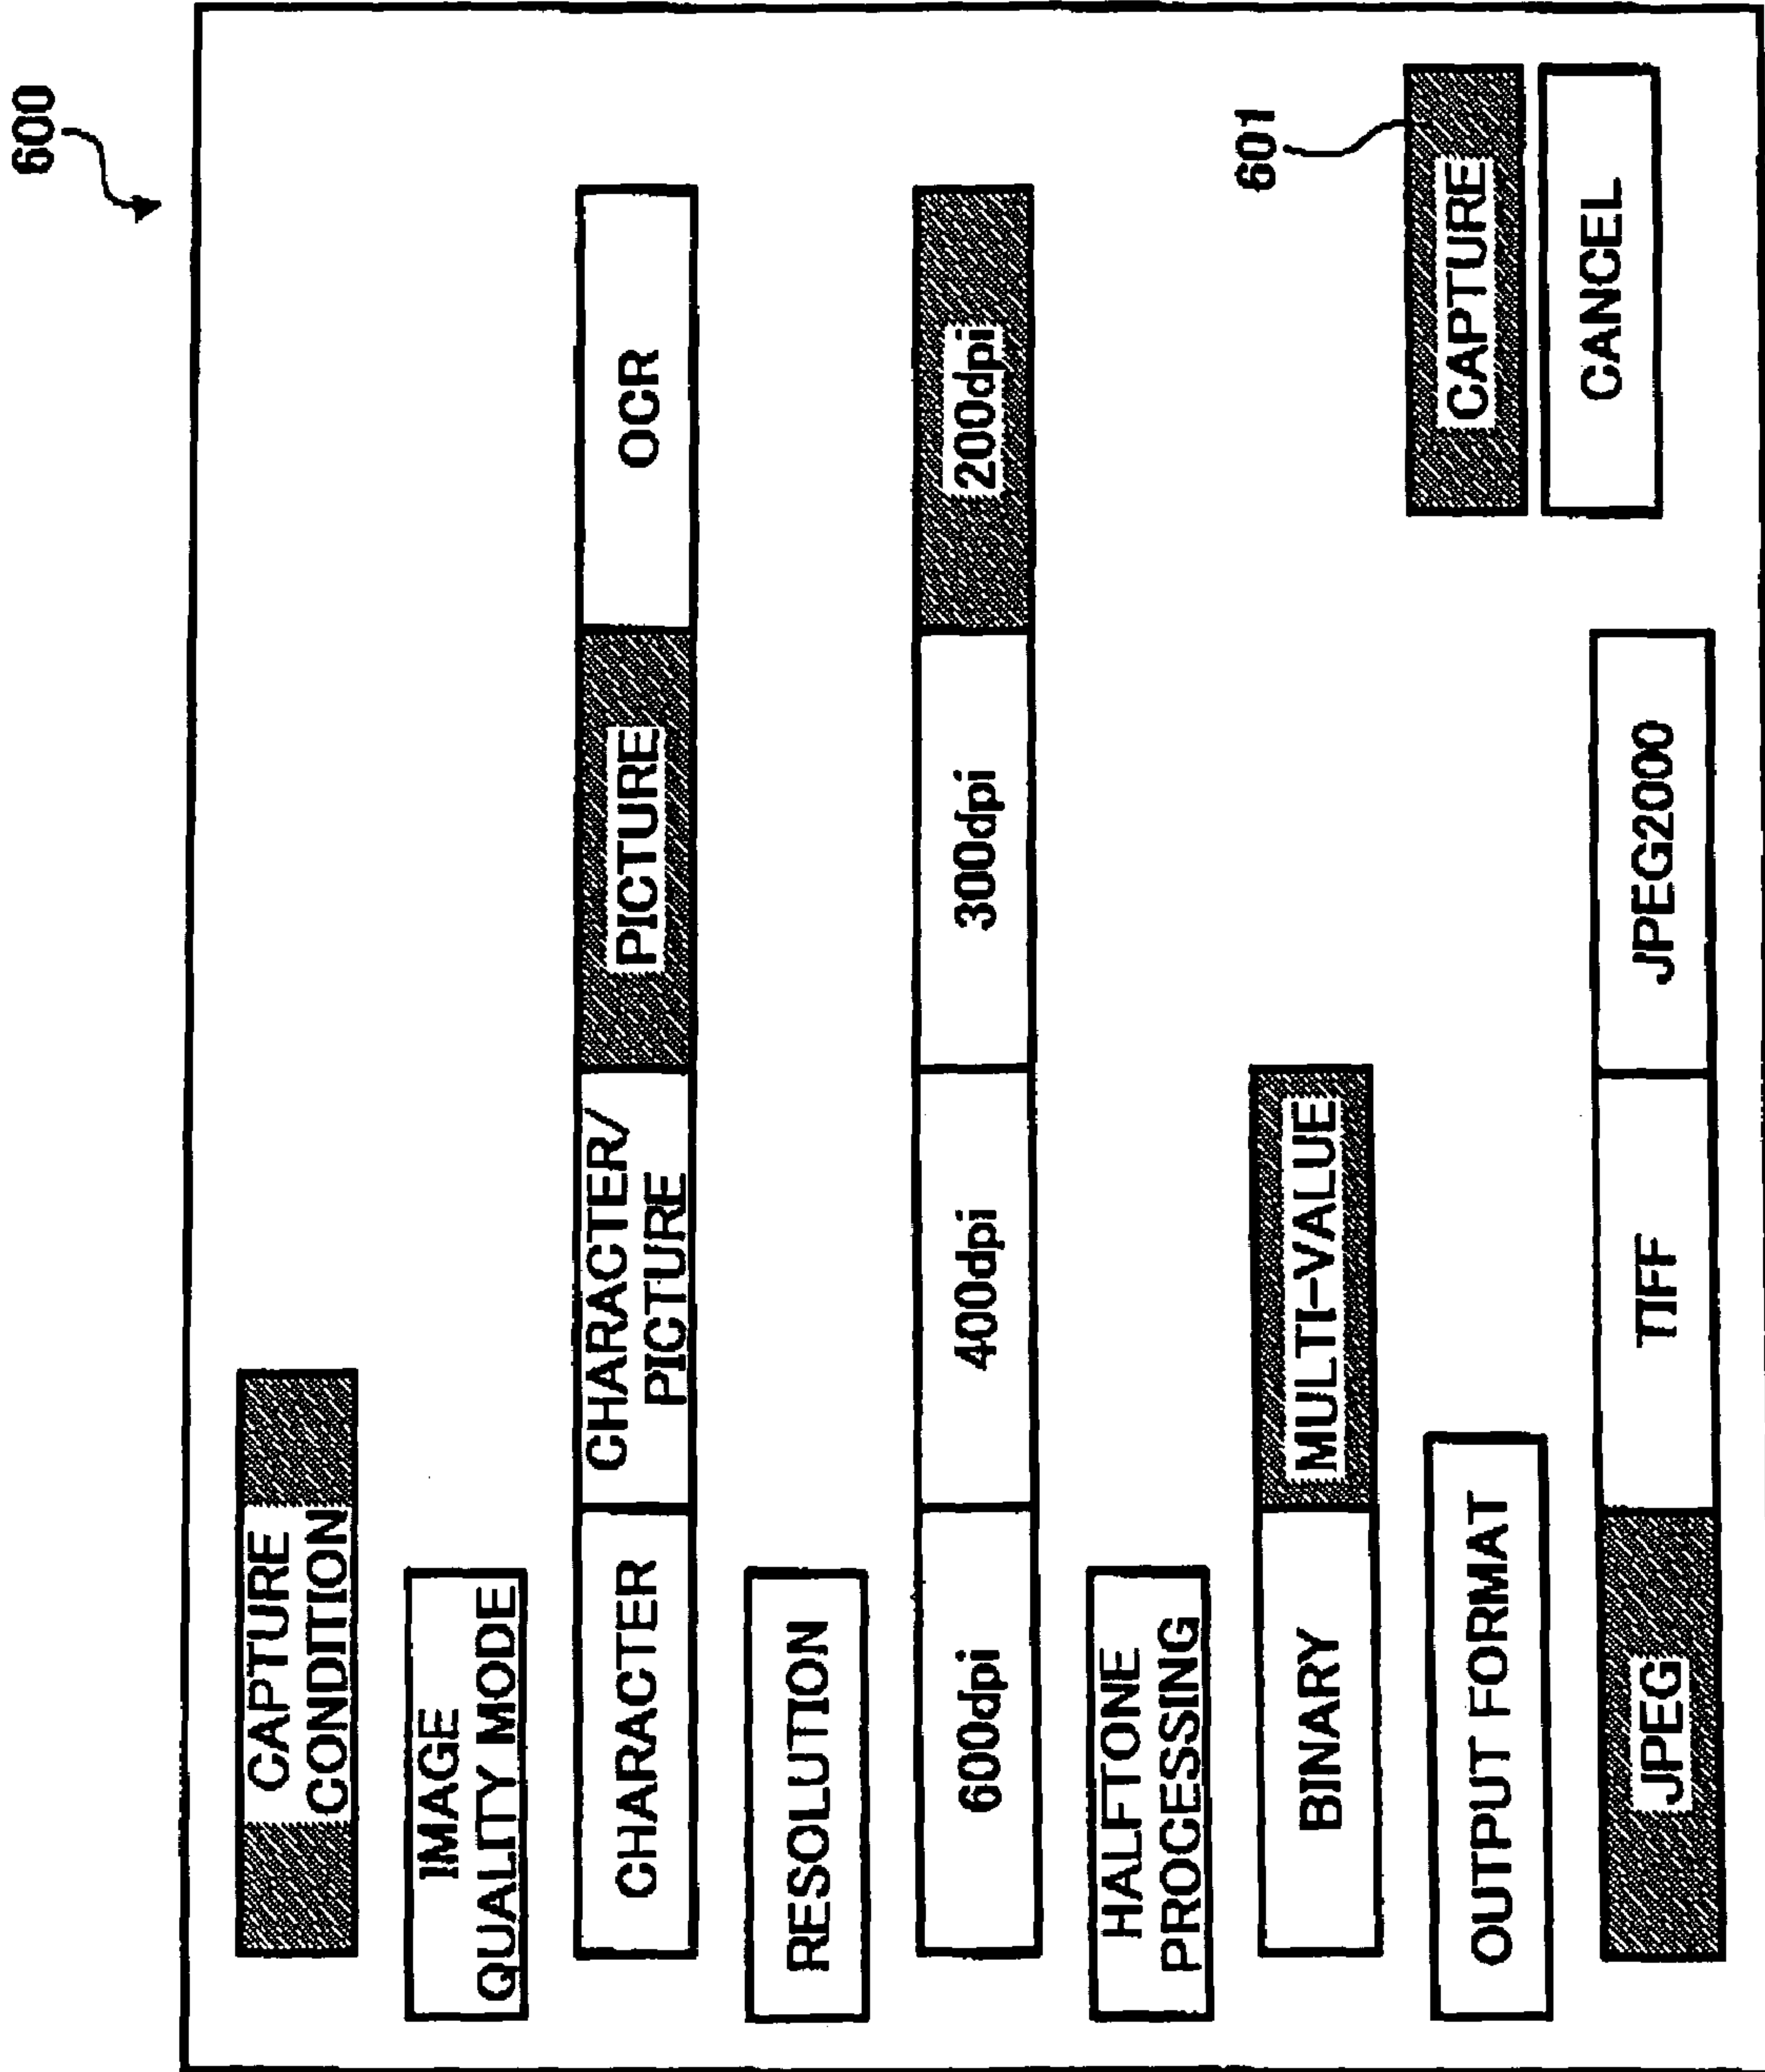 600
CAPTURE
CONDITION
IMAGE
QUALITY MODE
CHARACTER
CHARACTER/
PICTURE
PICTURE
OCR
RESOLUTION
600dpi
400dpi
300dpi
200dpi
HALFTONE
PROCESSING
BINARY
MULTI-VALUE
OUTPUT FORMAT
JPEG
TIFF
JPEG2000
601
CAPTURE
CANCEL